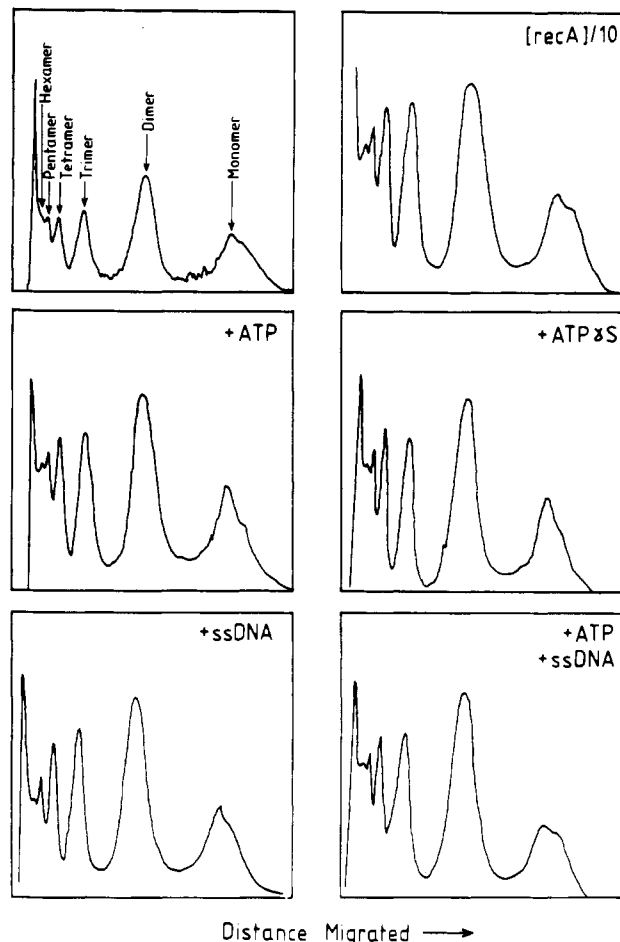 Hexamer
Pentamer
Tetramer
Trimer
Dimer
Monomer
[recA]/10
+ATP
+ATPγS
+ssDNA
+ATP
+ssDNA
Distance Migrated →